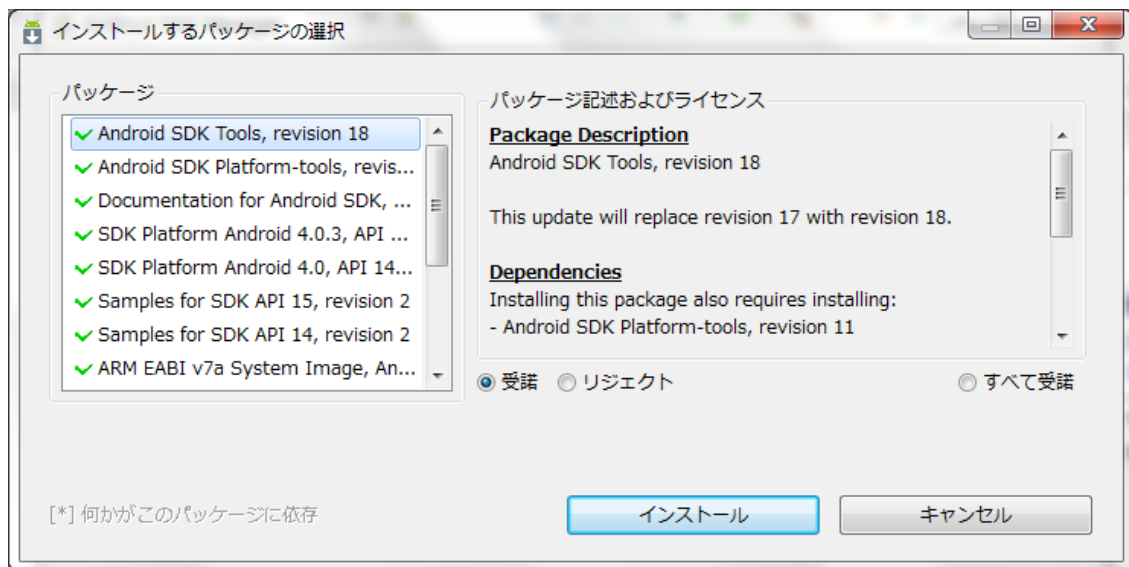 インストールするパッケージの選択
パッケージ
Android SDK Tools, revision 18
Android SDK Platform-tools, revis...
Documentation for Android SDK, ...
SDK Platform Android 4.0.3, API ...
SDK Platform Android 4.0, API 14...
Samples for SDK API 15, revision 2
Samples for SDK API 14, revision 2
ARM EABI v7a System Image, An...
パッケージ記述およびライセンス
Package Description
Android SDK Tools, revision 18
This update will replace revision 17 with revision 18.
Dependencies
Installing this package also requires installing:
- Android SDK Platform-tools, revision 11
受諾 リジェクト すべて受諾
[*] 何かがこのパッケージに依存
インストール キャンセル